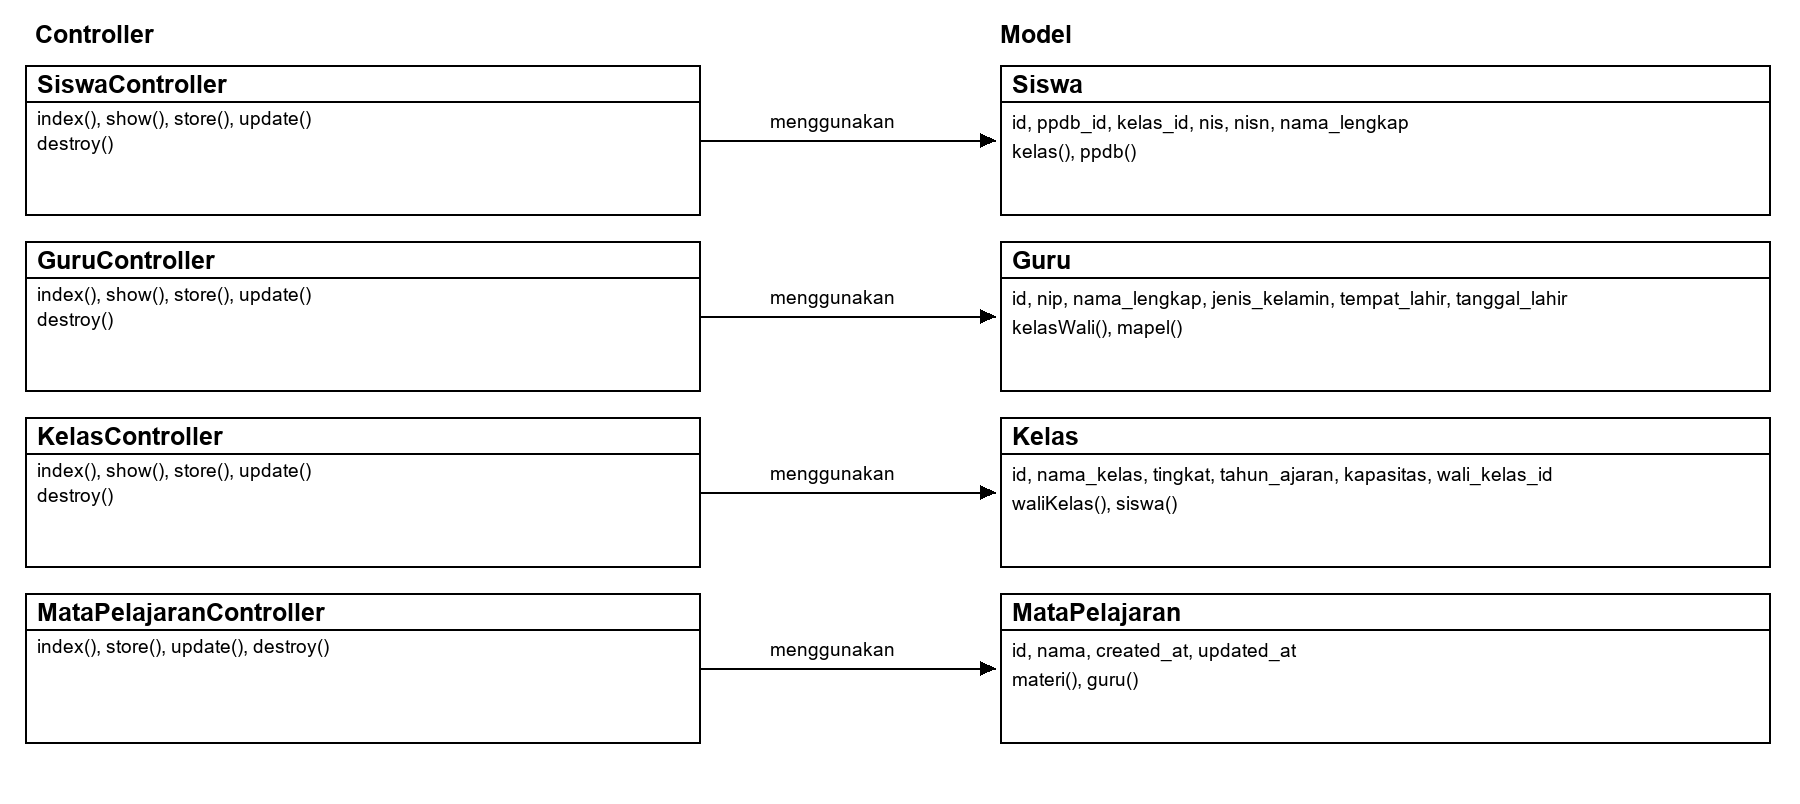 Controller
Model
SiswaController
index(), show(), store(), update()
destroy()
menggunakan
Siswa
id, ppdb_id, kelas_id, nis, nisn, nama_lengkap
kelas(), ppdb()
GuruController
index(), show(), store(), update()
destroy()
menggunakan
Guru
id, nip, nama_lengkap, jenis_kelamin, tempat_lahir, tanggal_lahir
kelasWali(), mapel()
KelasController
index(), show(), store(), update()
destroy()
menggunakan
Kelas
id, nama_kelas, tingkat, tahun_ajaran, kapasitas, wali_kelas_id
waliKelas(), siswa()
MataPelajaranController
index(), store(), update(), destroy()
menggunakan
MataPelajaran
id, nama, created_at, updated_at
materi(), guru()